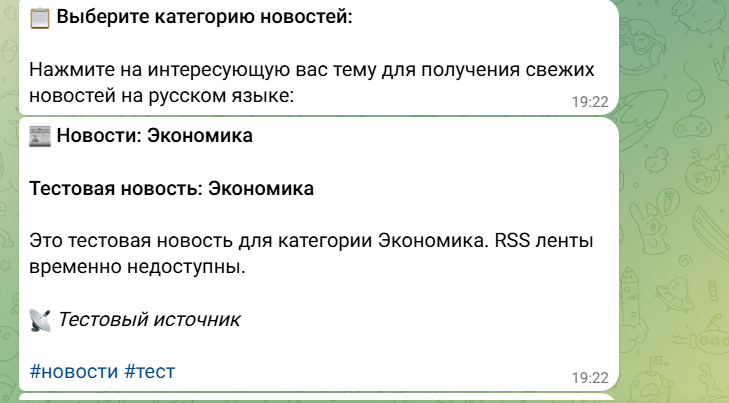 Выберите категорию новостей:
Нажмите на интересующую вас тему для получения свежих
новостей на русском языке:
19:22
Новости: Экономика
Тестовая новость: Экономика
Это тестовая новость для категории Экономика. RSS ленты
временно недоступны.
Тестовый источник
#новости #тест
19:22